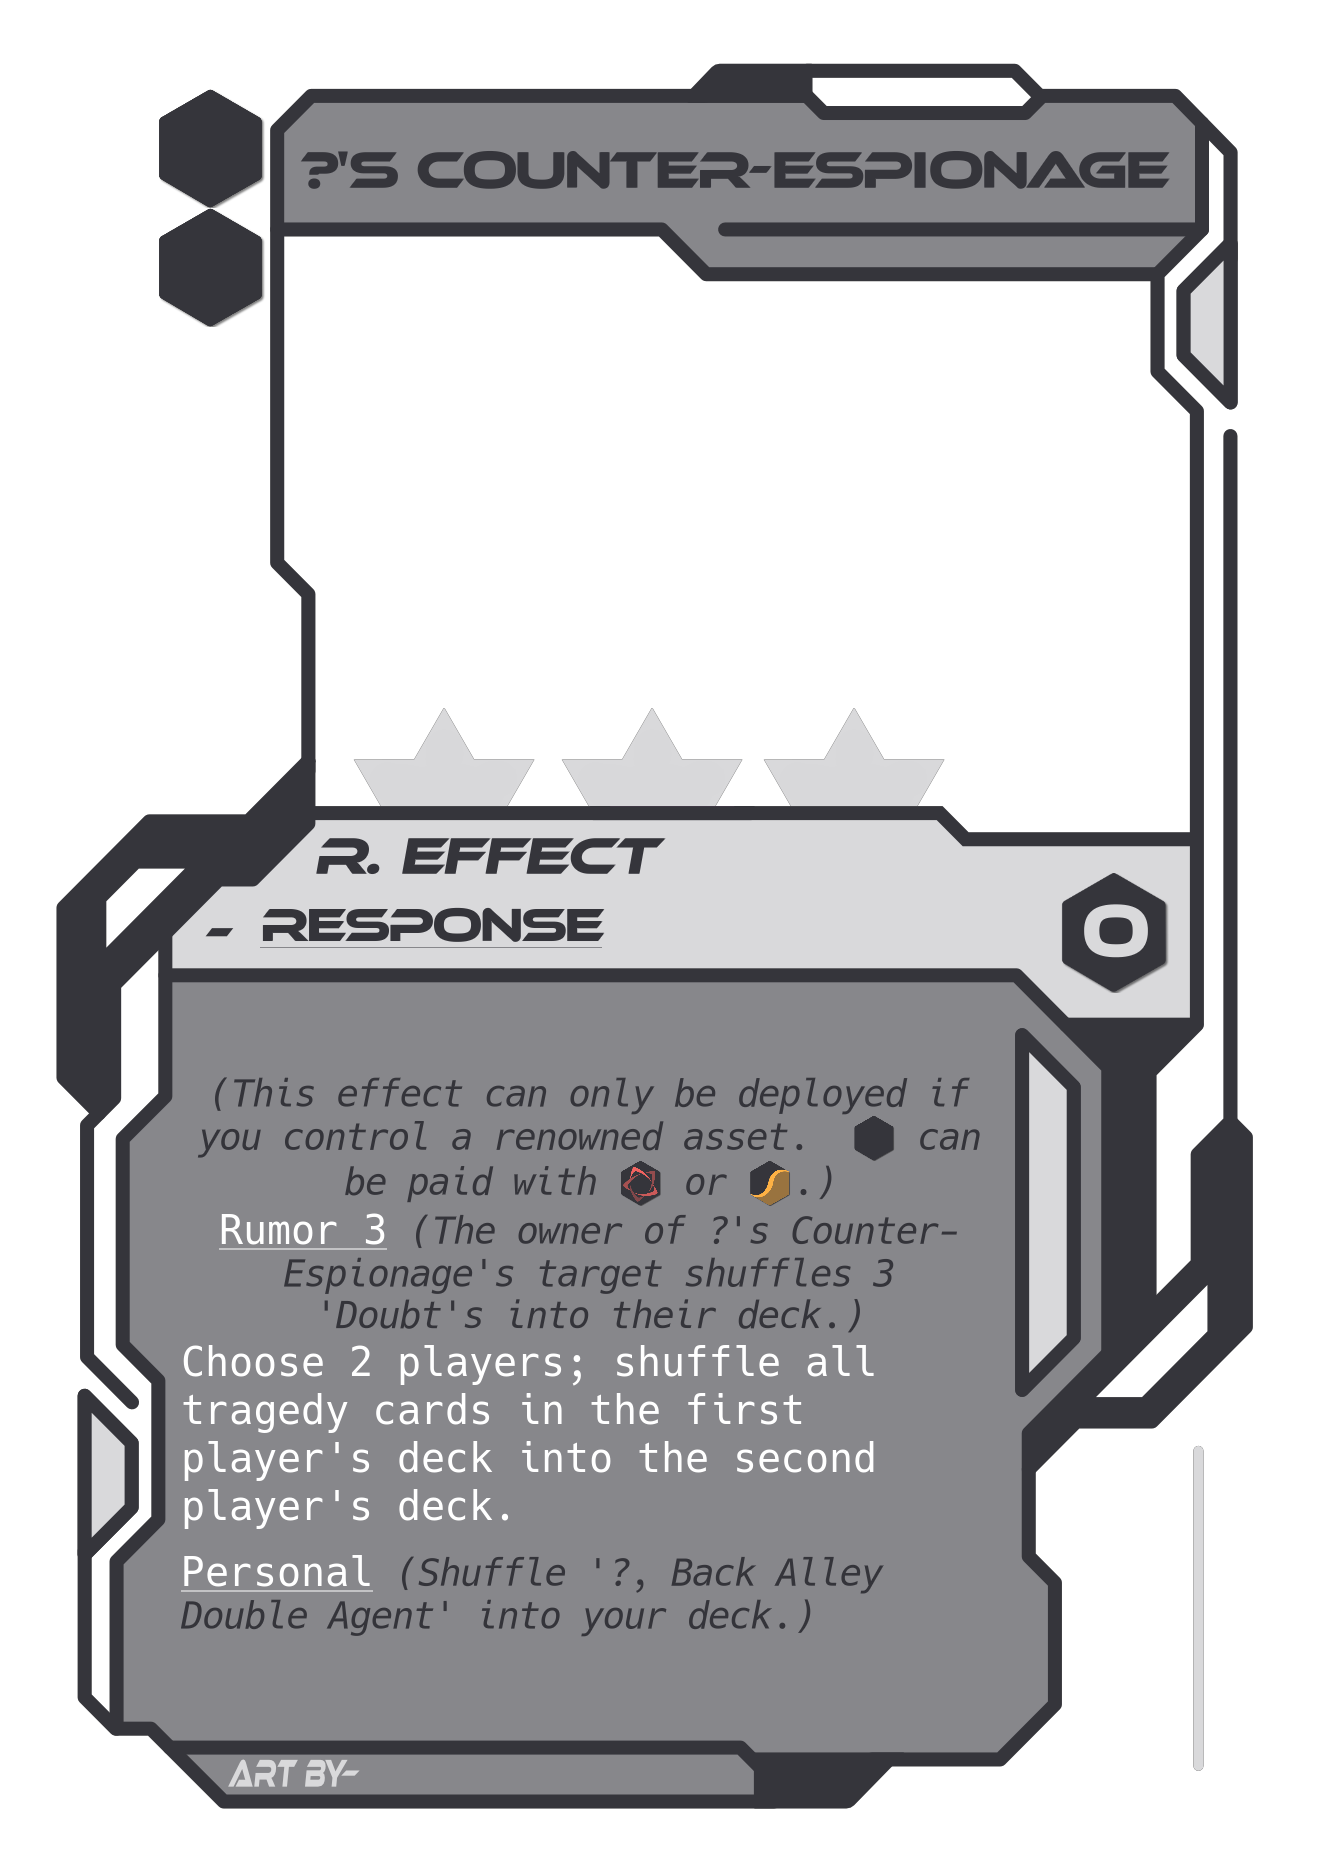 ?'S COUNTER-ESPIONAGE
R. EFFECT
- RESPONSE
0
(This effect can only be deployed if
you control a renowned asset. can
be paid with or .)
Rumor 3 (The owner of ?'s Counter-
Espionage's target shuffles 3
'Doubt's into their deck.)
Choose 2 players; shuffle all
tragedy cards in the first
player's deck into the second
player's deck.
Personal (Shuffle '?, Back Alley
Double Agent' into your deck.)
ART BY-